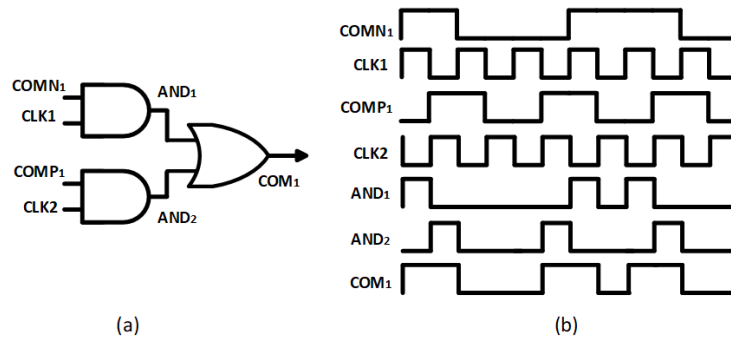 COMN₁
CLK1
AND₁
COMP₁
CLK2
AND₂
COM₁
(a)
COMN₁
CLK1
COMP₁
CLK2
AND₁
AND₂
COM₁
(b)